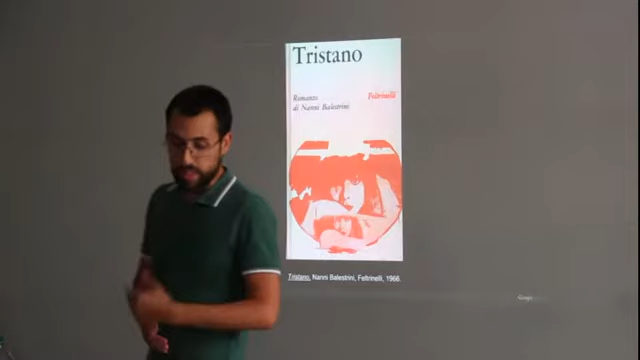 Tristano
Romanzo
di Nanni Balestrini
Feltrinelli
Tristano, Nanni Balestrini, Feltrinelli, 1966.